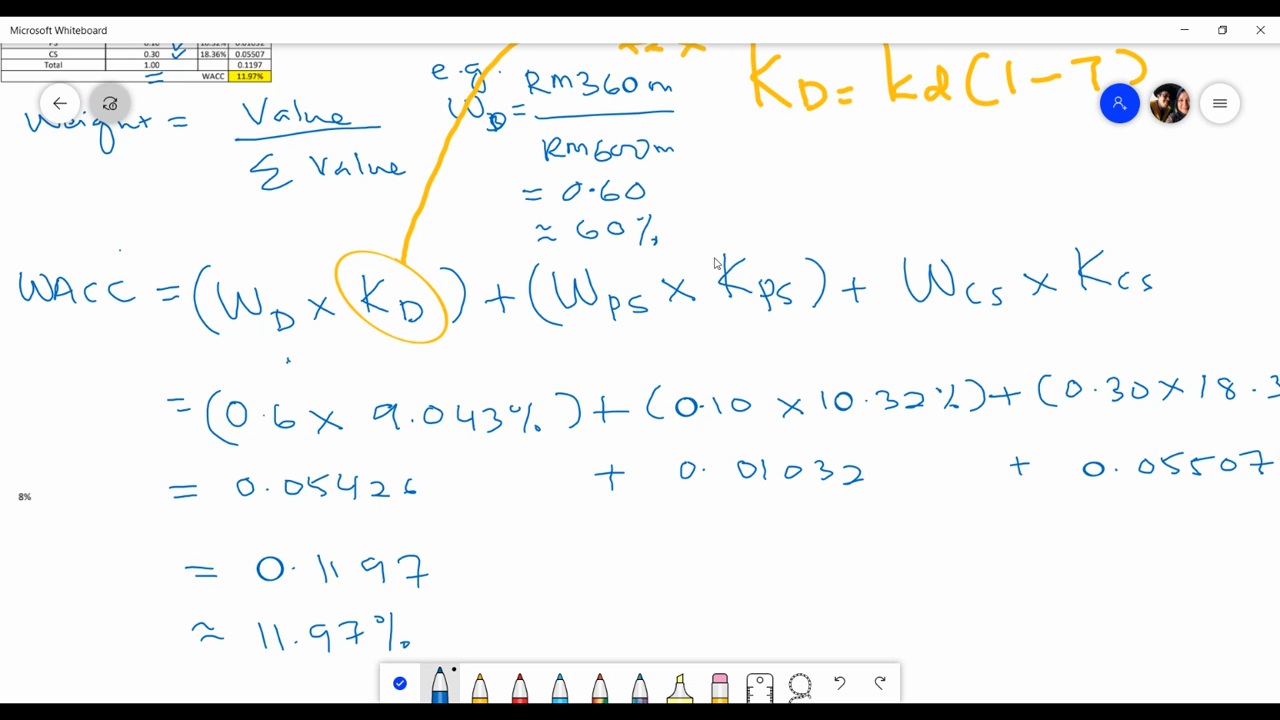 Microsoft Whiteboard
CS 0.30 18.36% 0.05507
Total 1.00 0.1197
WACC 11.97%
e.g.
Weight = Value / Σ Value
W_D = RM360m / RM600m
= 0.60
≈ 60%
K_D = kd(1-T)
WACC = (W_D x K_D) + (W_PS x K_PS) + W_CS x K_CS
= (0.6 x 9.043%) + (0.10 x 10.32%) + (0.30 x 18.3
= 0.05426 + 0.01032 + 0.05507
8%
= 0.1197
≈ 11.97%